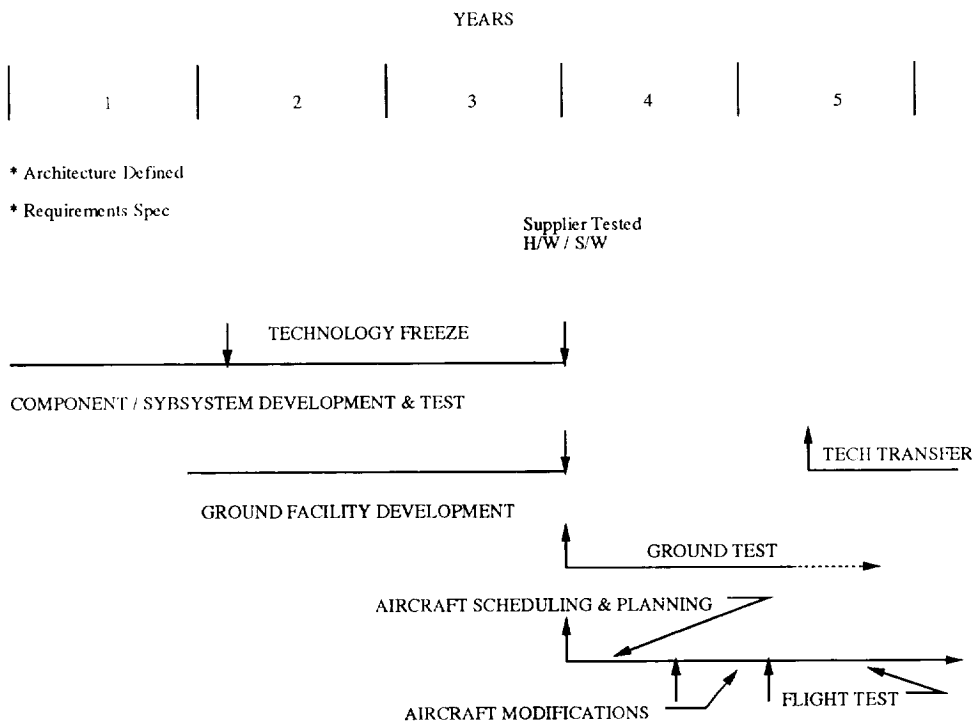 YEARS
1 2 3 4 5
* Architecture Defined
* Requirements Spec
Supplier Tested
H/W / S/W
TECHNOLOGY FREEZE
COMPONENT / SYBSYSTEM DEVELOPMENT & TEST
TECH TRANSFER
GROUND FACILITY DEVELOPMENT
GROUND TEST
AIRCRAFT SCHEDULING & PLANNING
FLIGHT TEST
AIRCRAFT MODIFICATIONS